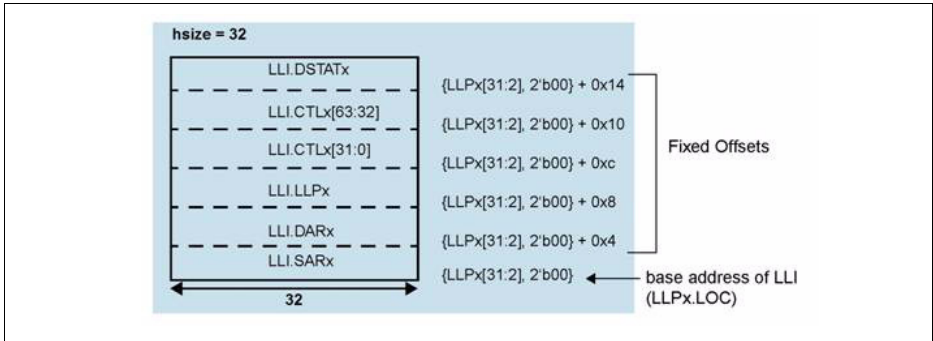 hsize = 32
LLI.DSTATx
{LLPx[31:2], 2'b00} + 0x14
LLI.CTLx[63:32]
{LLPx[31:2], 2'b00} + 0x10
LLI.CTLx[31:0]
{LLPx[31:2], 2'b00} + 0xc
Fixed Offsets
LLI.LLPx
{LLPx[31:2], 2'b00} + 0x8
LLI.DARx
{LLPx[31:2], 2'b00} + 0x4
LLI.SARx
{LLPx[31:2], 2'b00}
base address of LLI
(LLPx.LOC)
32